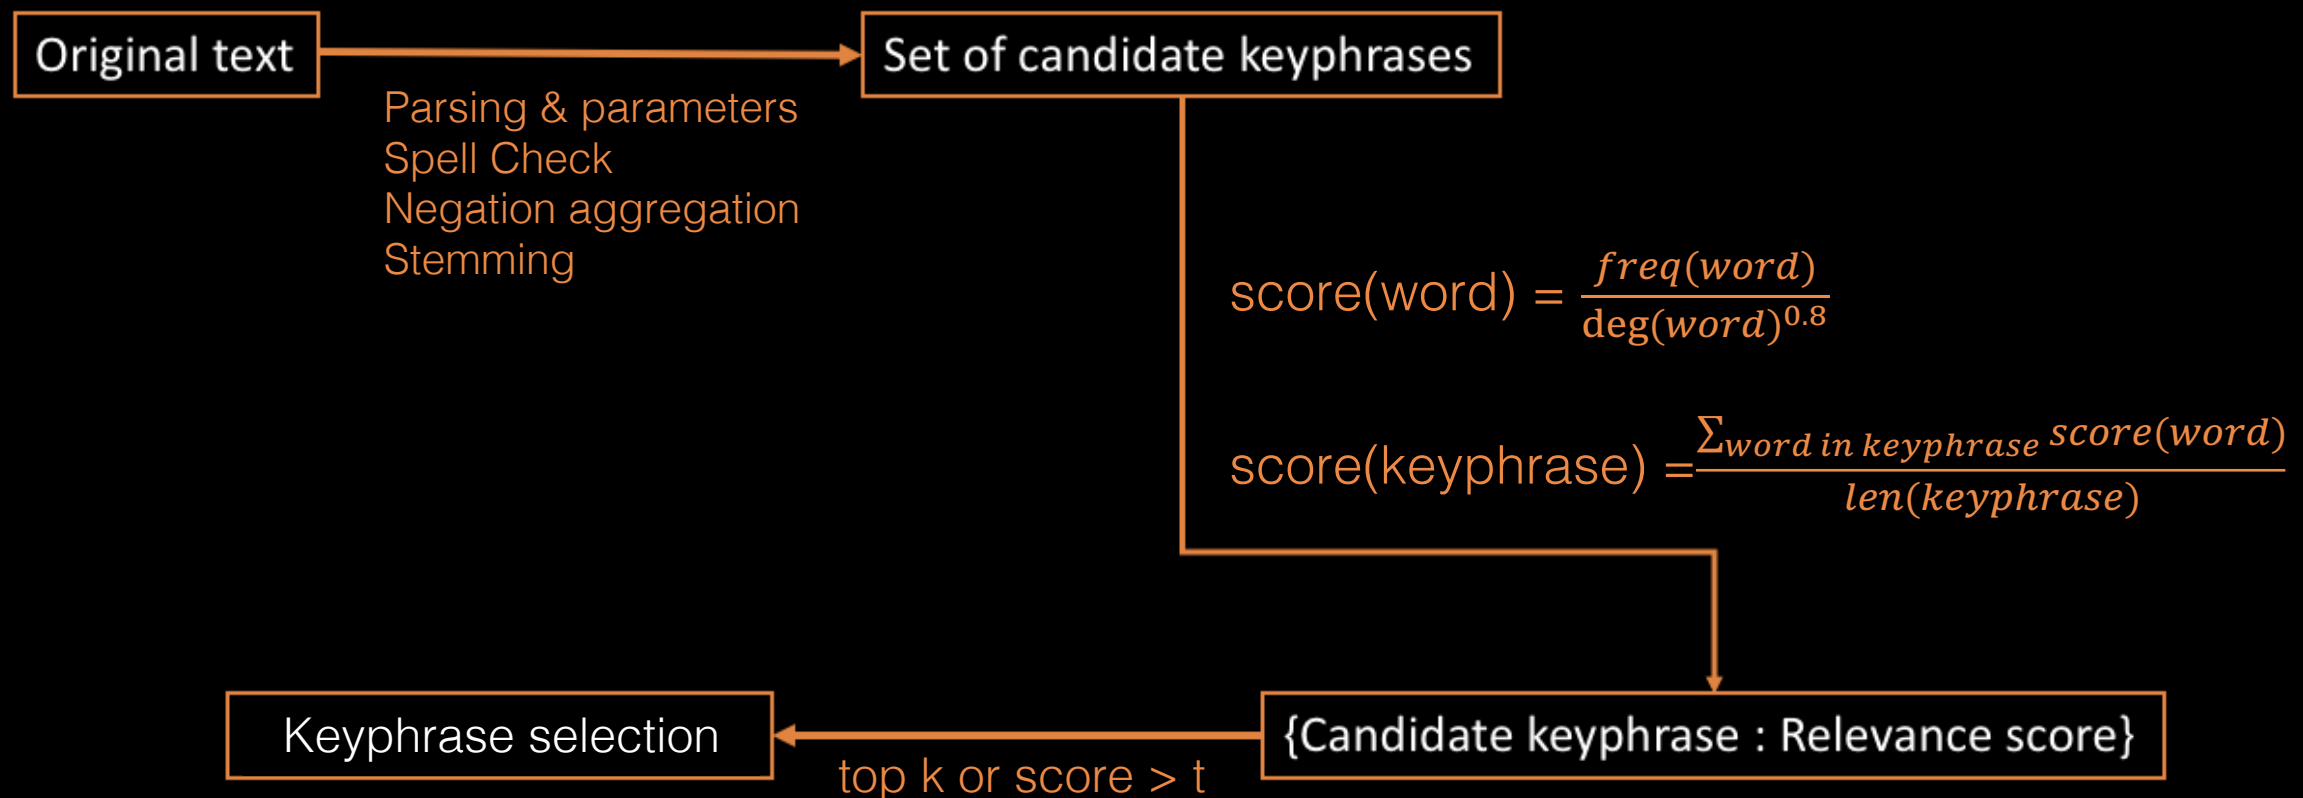 Original text
Set of candidate keyphrases
Parsing & parameters
Spell Check
Negation aggregation
Stemming
score(word) = freq(word) / deg(word)^0.8
score(keyphrase) = ∑_{word in keyphrase} score(word) / len(keyphrase)
Keyphrase selection
{Candidate keyphrase : Relevance score}
top k or score > t